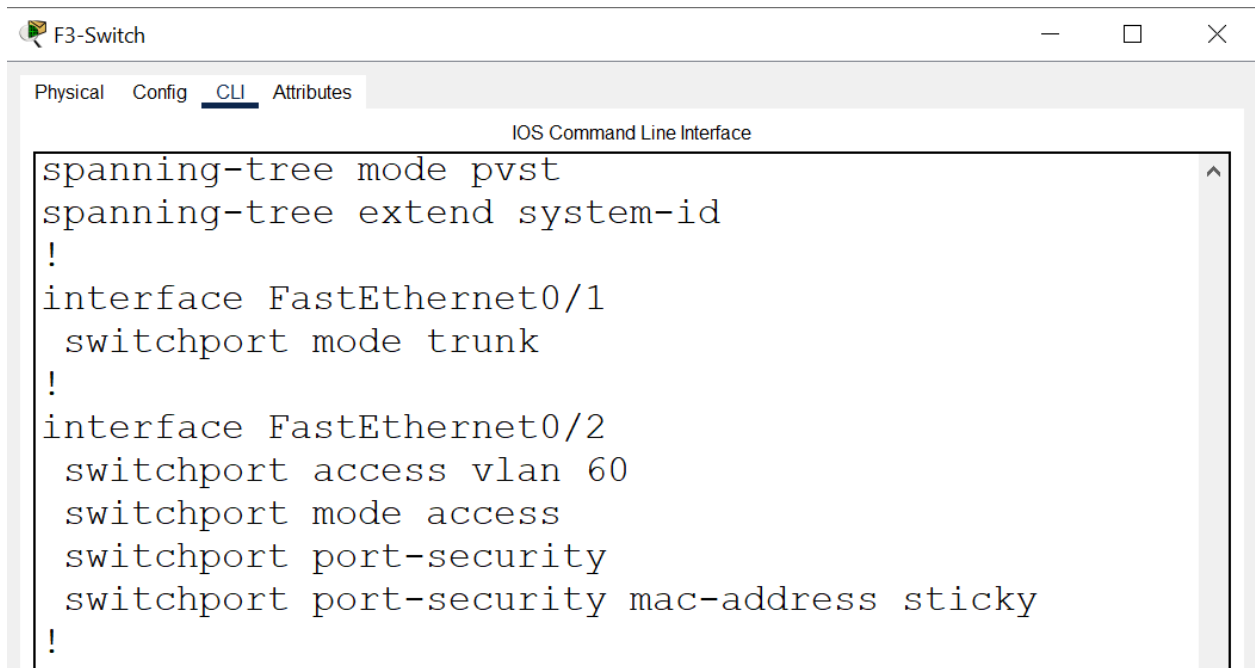 F3-Switch
Physical Config CLI Attributes
IOS Command Line Interface
spanning-tree mode pvst
spanning-tree extend system-id
!
interface FastEthernet0/1
 switchport mode trunk
!
interface FastEthernet0/2
 switchport access vlan 60
 switchport mode access
 switchport port-security
 switchport port-security mac-address sticky
!